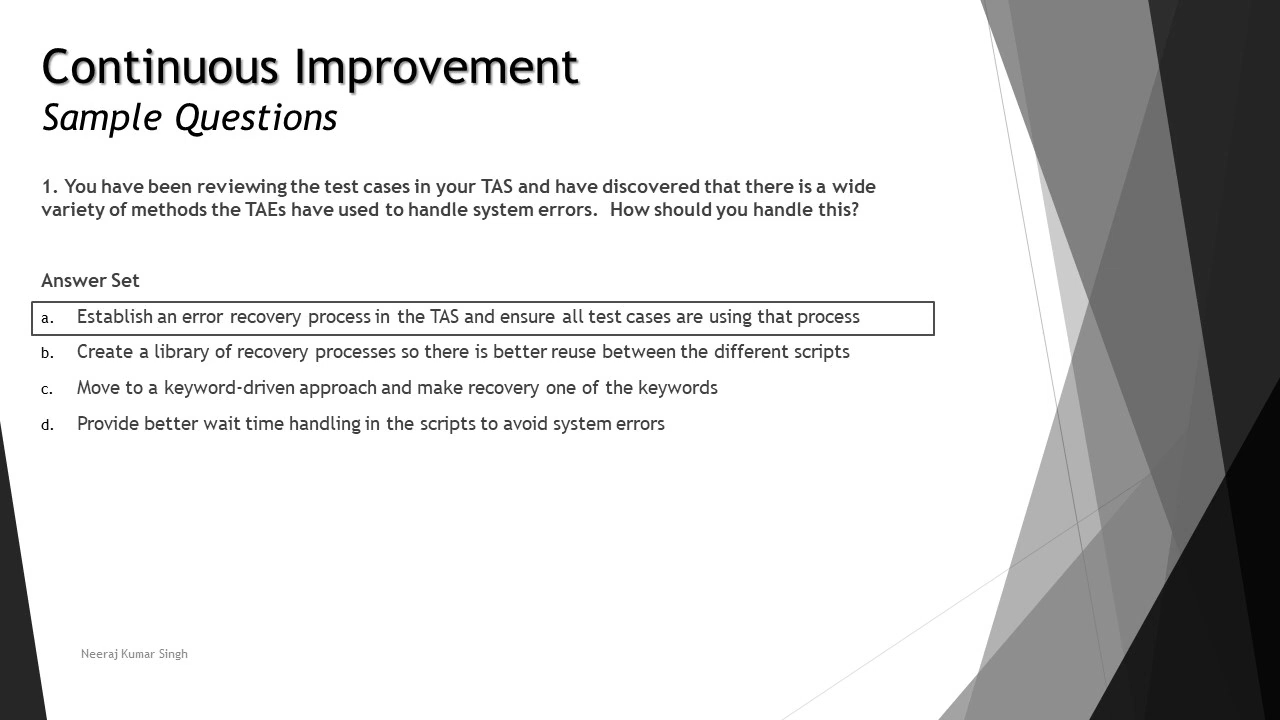 Continuous Improvement
Sample Questions
1. You have been reviewing the test cases in your TAS and have discovered that there is a wide
variety of methods the TAEs have used to handle system errors.  How should you handle this?
Answer Set
a. Establish an error recovery process in the TAS and ensure all test cases are using that process
b. Create a library of recovery processes so there is better reuse between the different scripts
c. Move to a keyword-driven approach and make recovery one of the keywords
d. Provide better wait time handling in the scripts to avoid system errors
Neeraj Kumar Singh